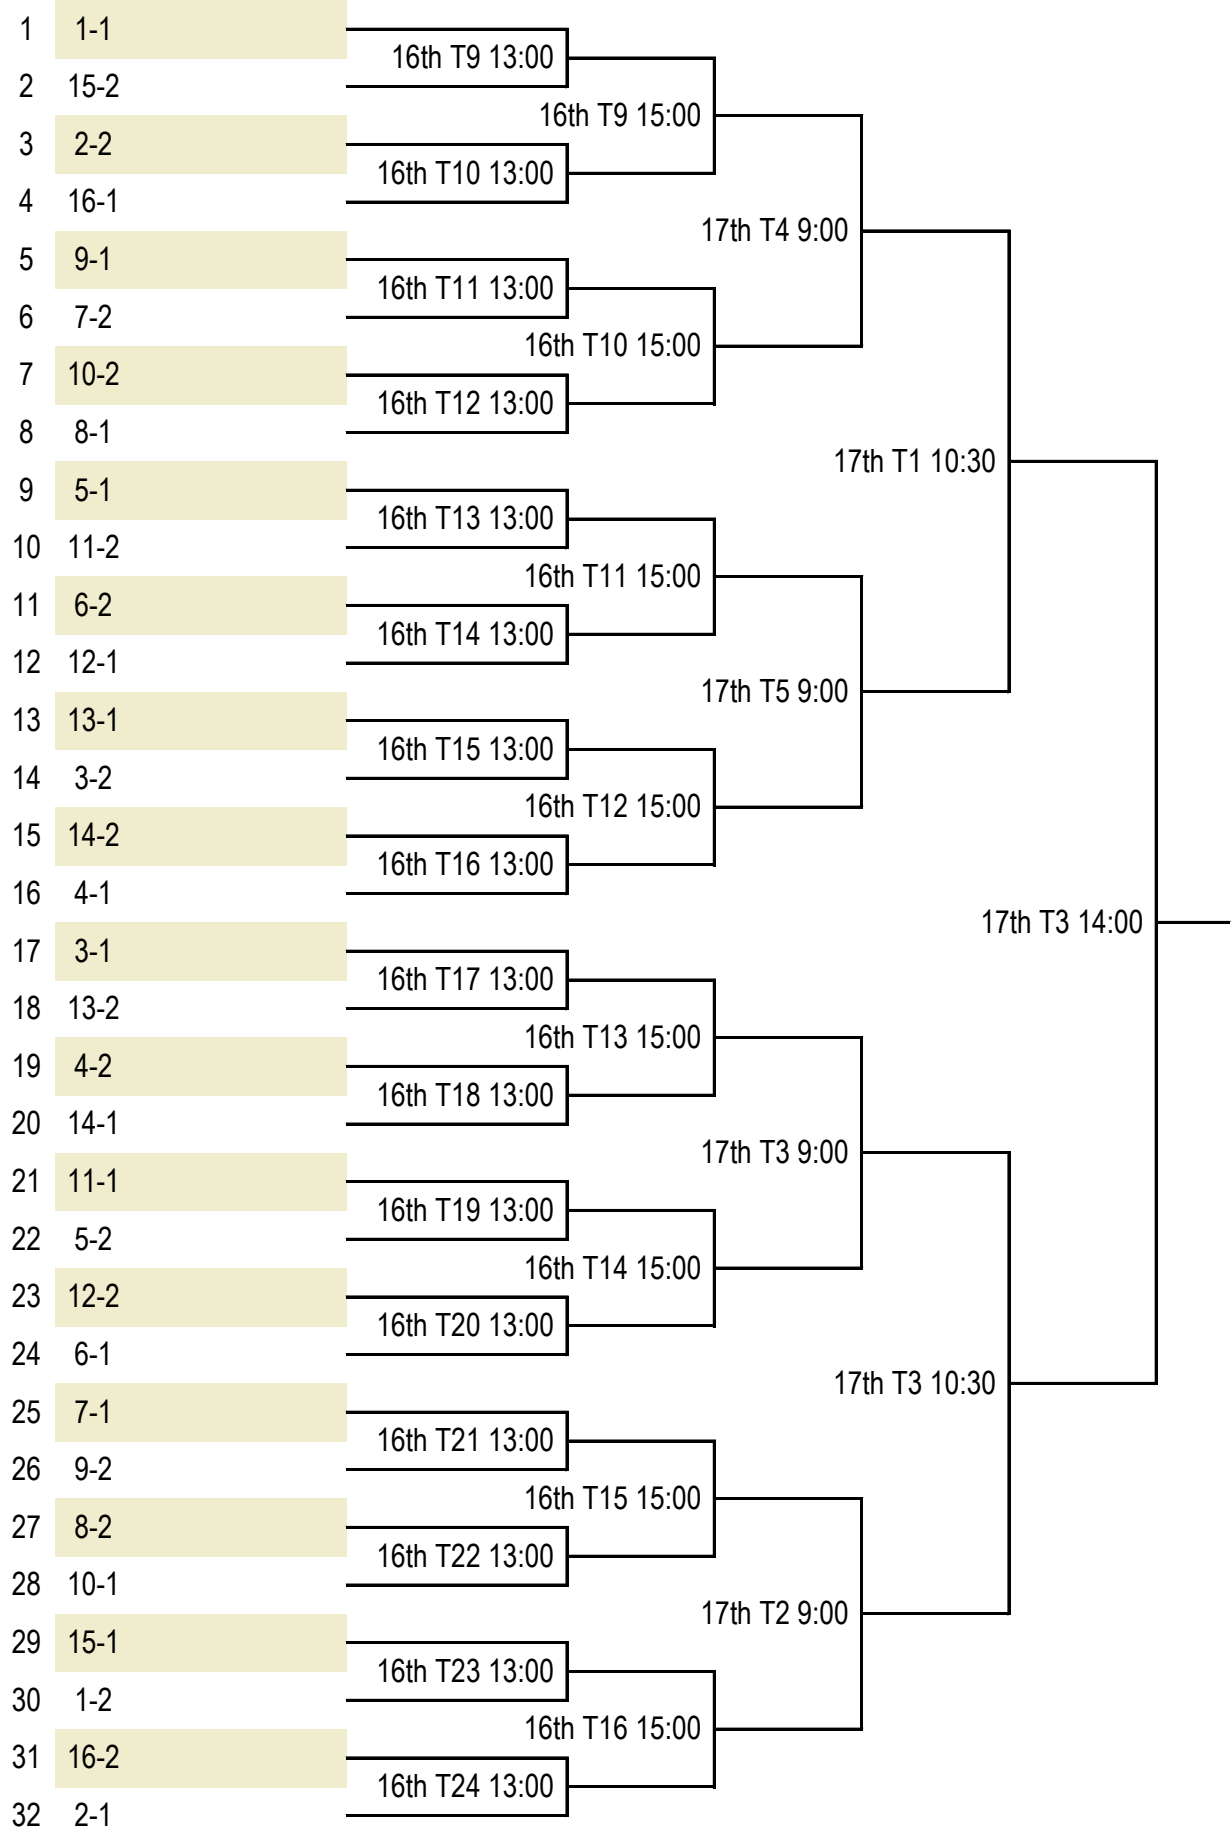 1 1-1
16th T9 13:00
2 15-2
16th T9 15:00
3 2-2
16th T10 13:00
4 16-1
17th T4 9:00
5 9-1
16th T11 13:00
6 7-2
16th T10 15:00
7 10-2
16th T12 13:00
8 8-1
17th T1 10:30
9 5-1
16th T13 13:00
10 11-2
16th T11 15:00
11 6-2
16th T14 13:00
12 12-1
17th T5 9:00
13 13-1
16th T15 13:00
14 3-2
16th T12 15:00
15 14-2
16th T16 13:00
16 4-1
17th T3 14:00
17 3-1
16th T17 13:00
18 13-2
16th T13 15:00
19 4-2
16th T18 13:00
20 14-1
17th T3 9:00
21 11-1
16th T19 13:00
22 5-2
16th T14 15:00
23 12-2
16th T20 13:00
24 6-1
17th T3 10:30
25 7-1
16th T21 13:00
26 9-2
16th T15 15:00
27 8-2
16th T22 13:00
28 10-1
17th T2 9:00
29 15-1
16th T23 13:00
30 1-2
16th T16 15:00
31 16-2
16th T24 13:00
32 2-1